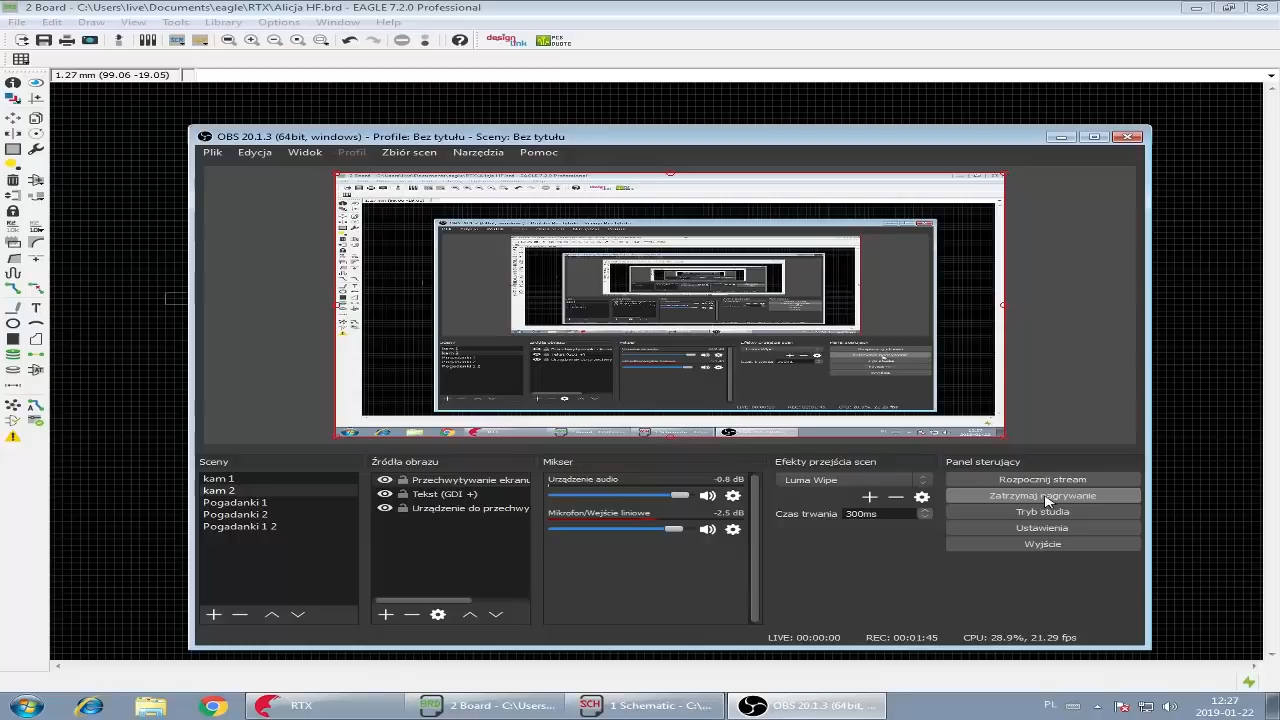 2 Board - C:\Users\live\Documents\eagle\RTX\Alicja HF.brd - EAGLE 7.2.0 Professional
File Edit Draw View Tools Library Options Window Help
design link PCB QUOTE
1.27 mm (99.06 -19.05)
OBS 20.1.3 (64bit, windows) - Profile: Bez tytułu - Sceny: Bez tytułu
Plik Edycja Widok Profil Zbiór scen Narzędzia Pomoc
Sceny
kam 1
kam 2
Pogadanki 1
Pogadanki 2
Pogadanki 1 2
Źródła obrazu
Przechwytywanie ekranu
Tekst (GDI +)
Urządzenie do przechwy
Mikser
Urządzenie audio -0.8 dB
Mikrofon/Wejście liniowe -2.5 dB
Efekty przejścia scen
Luma Wipe
Czas trwania 300ms
Panel sterujący
Rozpocznij stream
Zatrzymaj nagrywanie
Tryb studia
Ustawienia
Wyjście
LIVE: 00:00:00 REC: 00:01:45 CPU: 28.9%, 21.29 fps
RTX
2 Board - C:\Users...
1 Schematic - C:\...
OBS 20.1.3 (64bit, ...
PL
12:27
2019-01-22